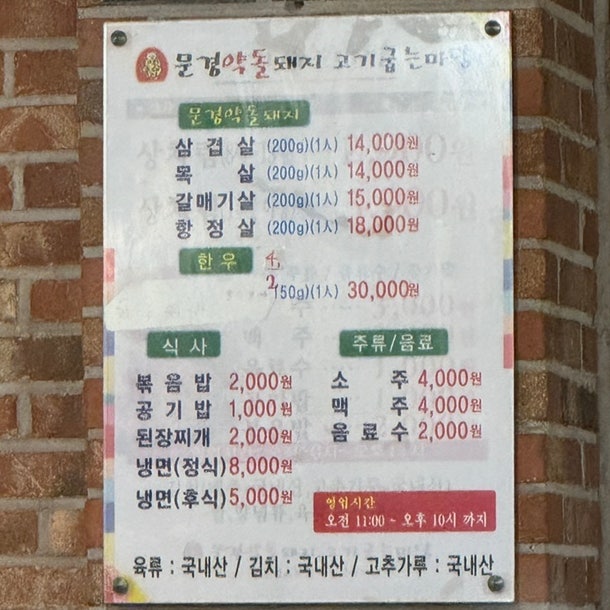 문경약돌돼지 고기굽는마당
문경약돌돼지
삼겹살 (200g)(1人) 14,000원
목살 (200g)(1人) 14,000원
갈매기살 (200g)(1人) 15,000원
항정살 (200g)(1人) 18,000원
한우
150g)(1人) 30,000원
식사
볶음밥 2,000원
공기밥 1,000원
된장찌개 2,000원
냉면(정식) 8,000원
냉면(후식) 5,000원
주류/음료
소주 4,000원
맥주 4,000원
음료수 2,000원
영업시간
오전 11:00 ~ 오후 10시 까지
육류 : 국내산 / 김치 : 국내산 / 고추가루 : 국내산